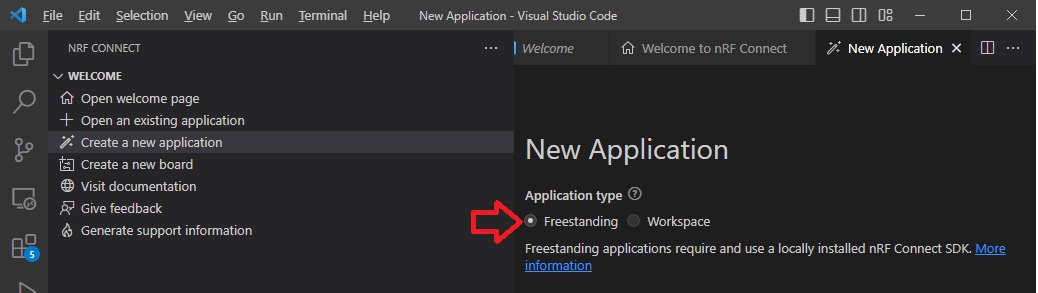 File Edit Selection View Go Run Terminal Help New Application - Visual Studio Code
NRF CONNECT
Welcome Welcome to nRF Connect New Application
WELCOME
Open welcome page
Open an existing application
Create a new application
Create a new board
Visit documentation
Give feedback
Generate support information
5
New Application
Application type
Freestanding Workspace
Freestanding applications require and use a locally installed nRF Connect SDK. More
information